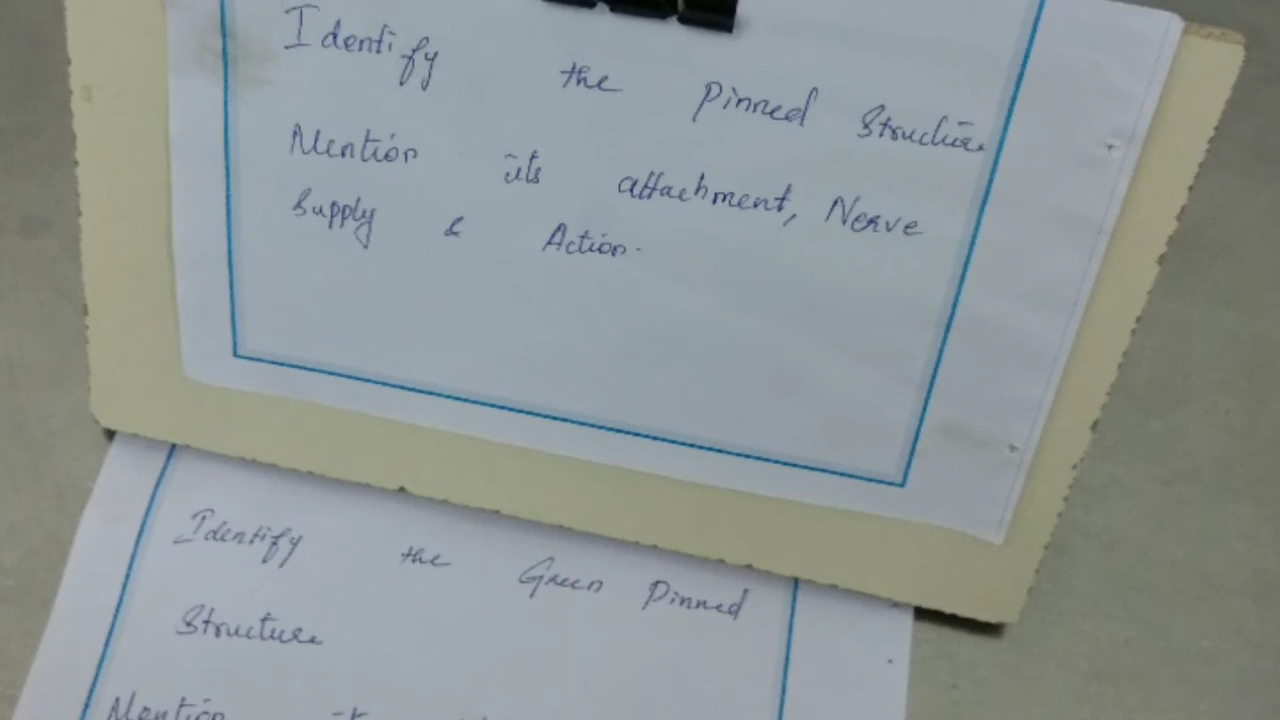 Identify the Pinned Structure
Mention its attachment, Nerve
Supply & Action.
Identify the Green Pinned
Structure
Mention